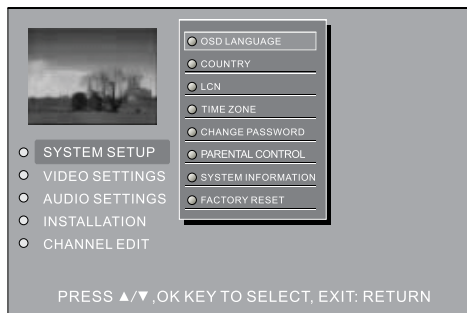 OSD LANGUAGE
COUNTRY
LCN
TIME ZONE
CHANGE PASSWORD
PARENTAL CONTROL
SYSTEM INFORMATION
FACTORY RESET
SYSTEM SETUP
VIDEO SETTINGS
AUDIO SETTINGS
INSTALLATION
CHANNEL EDIT
PRESS ▲/▼ ,OK KEY TO SELECT, EXIT: RETURN